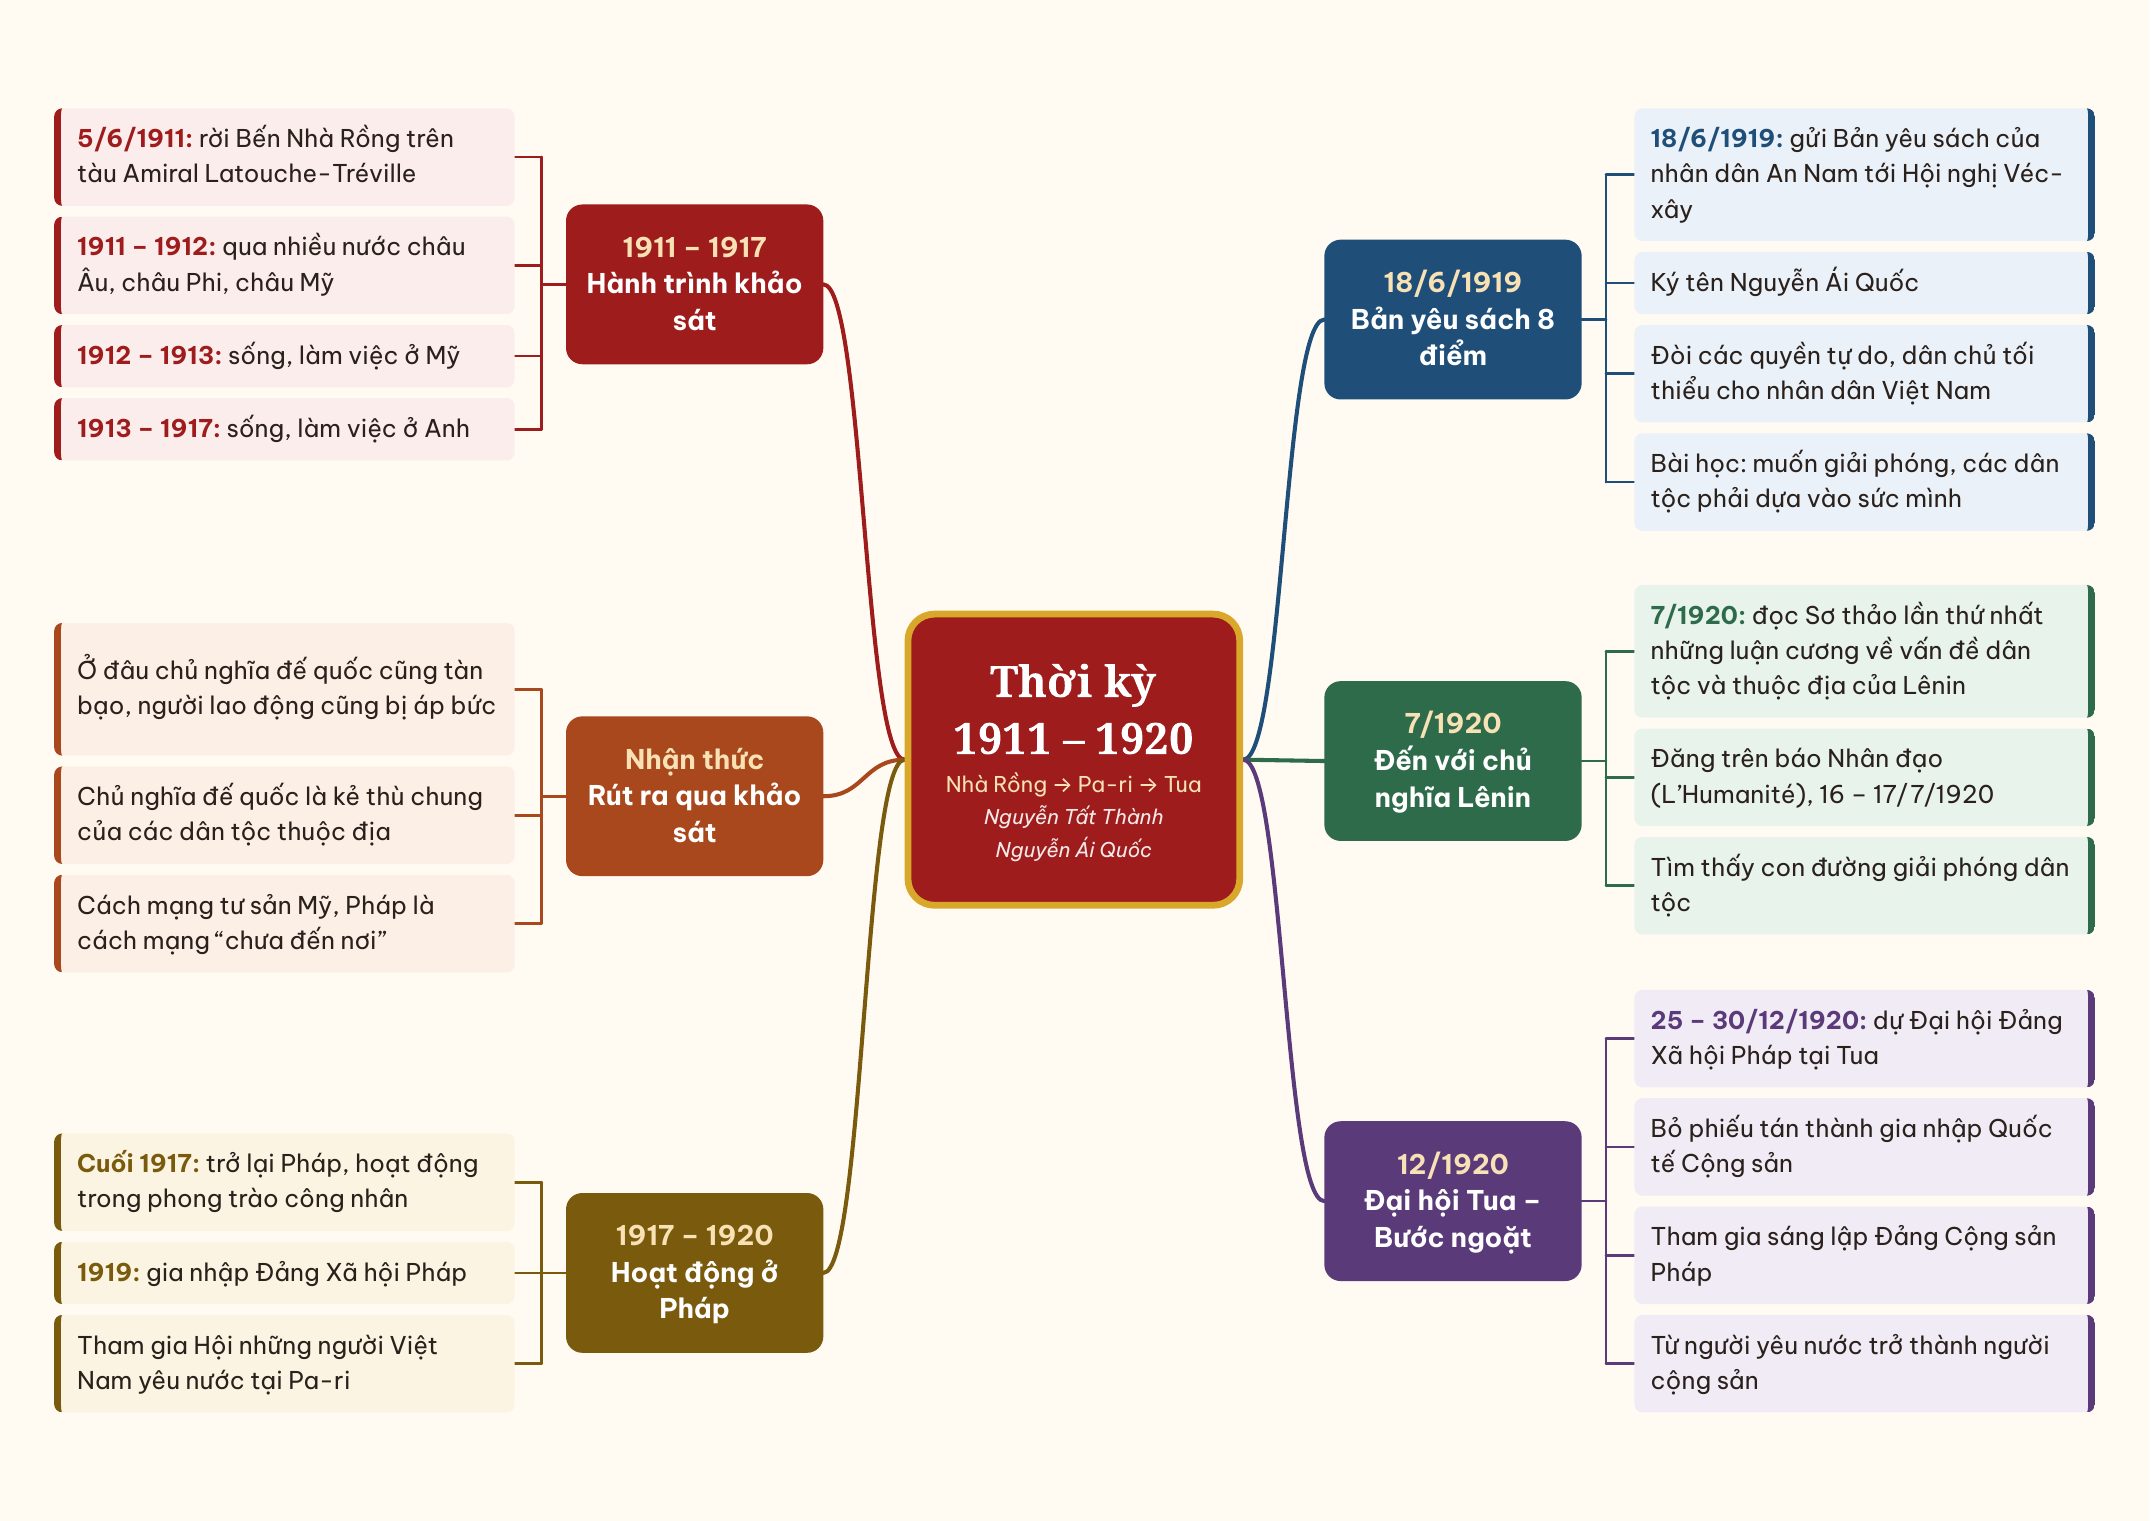 Thời kỳ
1911 – 1920
Nhà Rồng → Pa-ri → Tua
Nguyễn Tất Thành
Nguyễn Ái Quốc
1911 – 1917
Hành trình khảo
sát
5/6/1911: rời Bến Nhà Rồng trên
tàu Amiral Latouche-Tréville
1911 – 1912: qua nhiều nước châu
Âu, châu Phi, châu Mỹ
1912 – 1913: sống, làm việc ở Mỹ
1913 – 1917: sống, làm việc ở Anh
Nhận thức
Rút ra qua khảo
sát
Ở đâu chủ nghĩa đế quốc cũng tàn
bạo, người lao động cũng bị áp bức
Chủ nghĩa đế quốc là kẻ thù chung
của các dân tộc thuộc địa
Cách mạng tư sản Mỹ, Pháp là
cách mạng “chưa đến nơi”
1917 – 1920
Hoạt động ở
Pháp
Cuối 1917: trở lại Pháp, hoạt động
trong phong trào công nhân
1919: gia nhập Đảng Xã hội Pháp
Tham gia Hội những người Việt
Nam yêu nước tại Pa-ri
18/6/1919
Bản yêu sách 8
điểm
18/6/1919: gửi Bản yêu sách của
nhân dân An Nam tới Hội nghị Véc-
xây
Ký tên Nguyễn Ái Quốc
Đòi các quyền tự do, dân chủ tối
thiểu cho nhân dân Việt Nam
Bài học: muốn giải phóng, các dân
tộc phải dựa vào sức mình
7/1920
Đến với chủ
nghĩa Lênin
7/1920: đọc Sơ thảo lần thứ nhất
những luận cương về vấn đề dân
tộc và thuộc địa của Lênin
Đăng trên báo Nhân đạo
(L’Humanité), 16 – 17/7/1920
Tìm thấy con đường giải phóng dân
tộc
12/1920
Đại hội Tua –
Bước ngoặt
25 – 30/12/1920: dự Đại hội Đảng
Xã hội Pháp tại Tua
Bỏ phiếu tán thành gia nhập Quốc
tế Cộng sản
Tham gia sáng lập Đảng Cộng sản
Pháp
Từ người yêu nước trở thành người
cộng sản